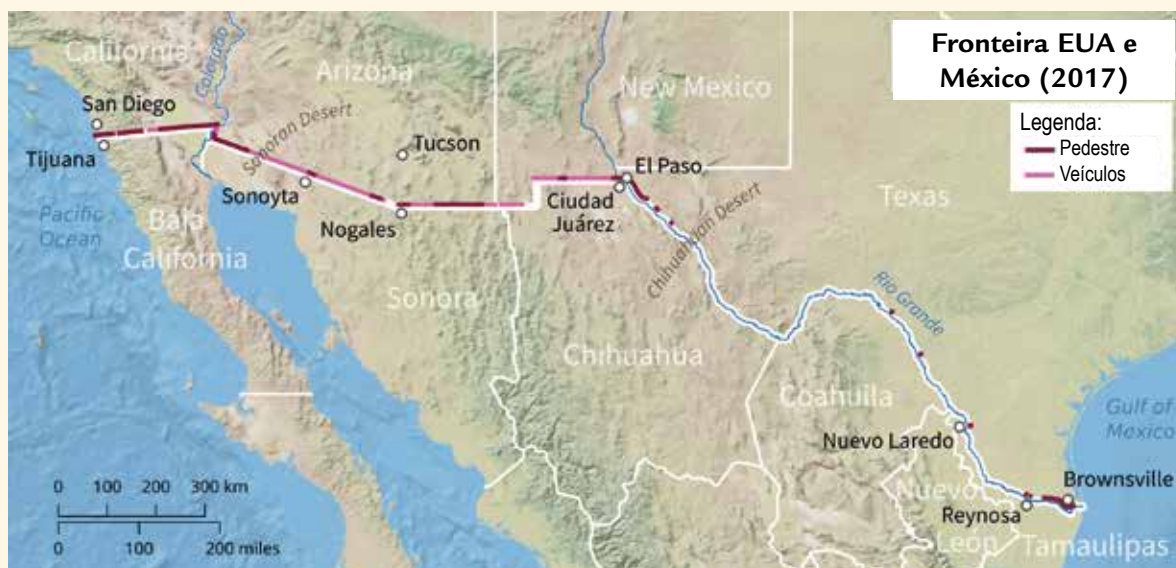 Fronteira EUA e
México (2017)
Legenda:
Pedestre
Veículos
California
Colorado
Arizona
New Mexico
San Diego
Tijuana
Sonoran Desert
Tucson
El Paso
Ciudad
Juárez
Texas
Sonoyta
Nogales
Pacific
Ocean
Baja
California
Sonora
Chihuahuan Desert
Chihuahua
Rio Grande
Coahuila
Gulf of
Mexico
Nuevo Laredo
Brownsville
Nuevo
León
Reynosa
Tamaulipas
0 100 200 300 km
0 100 200 miles